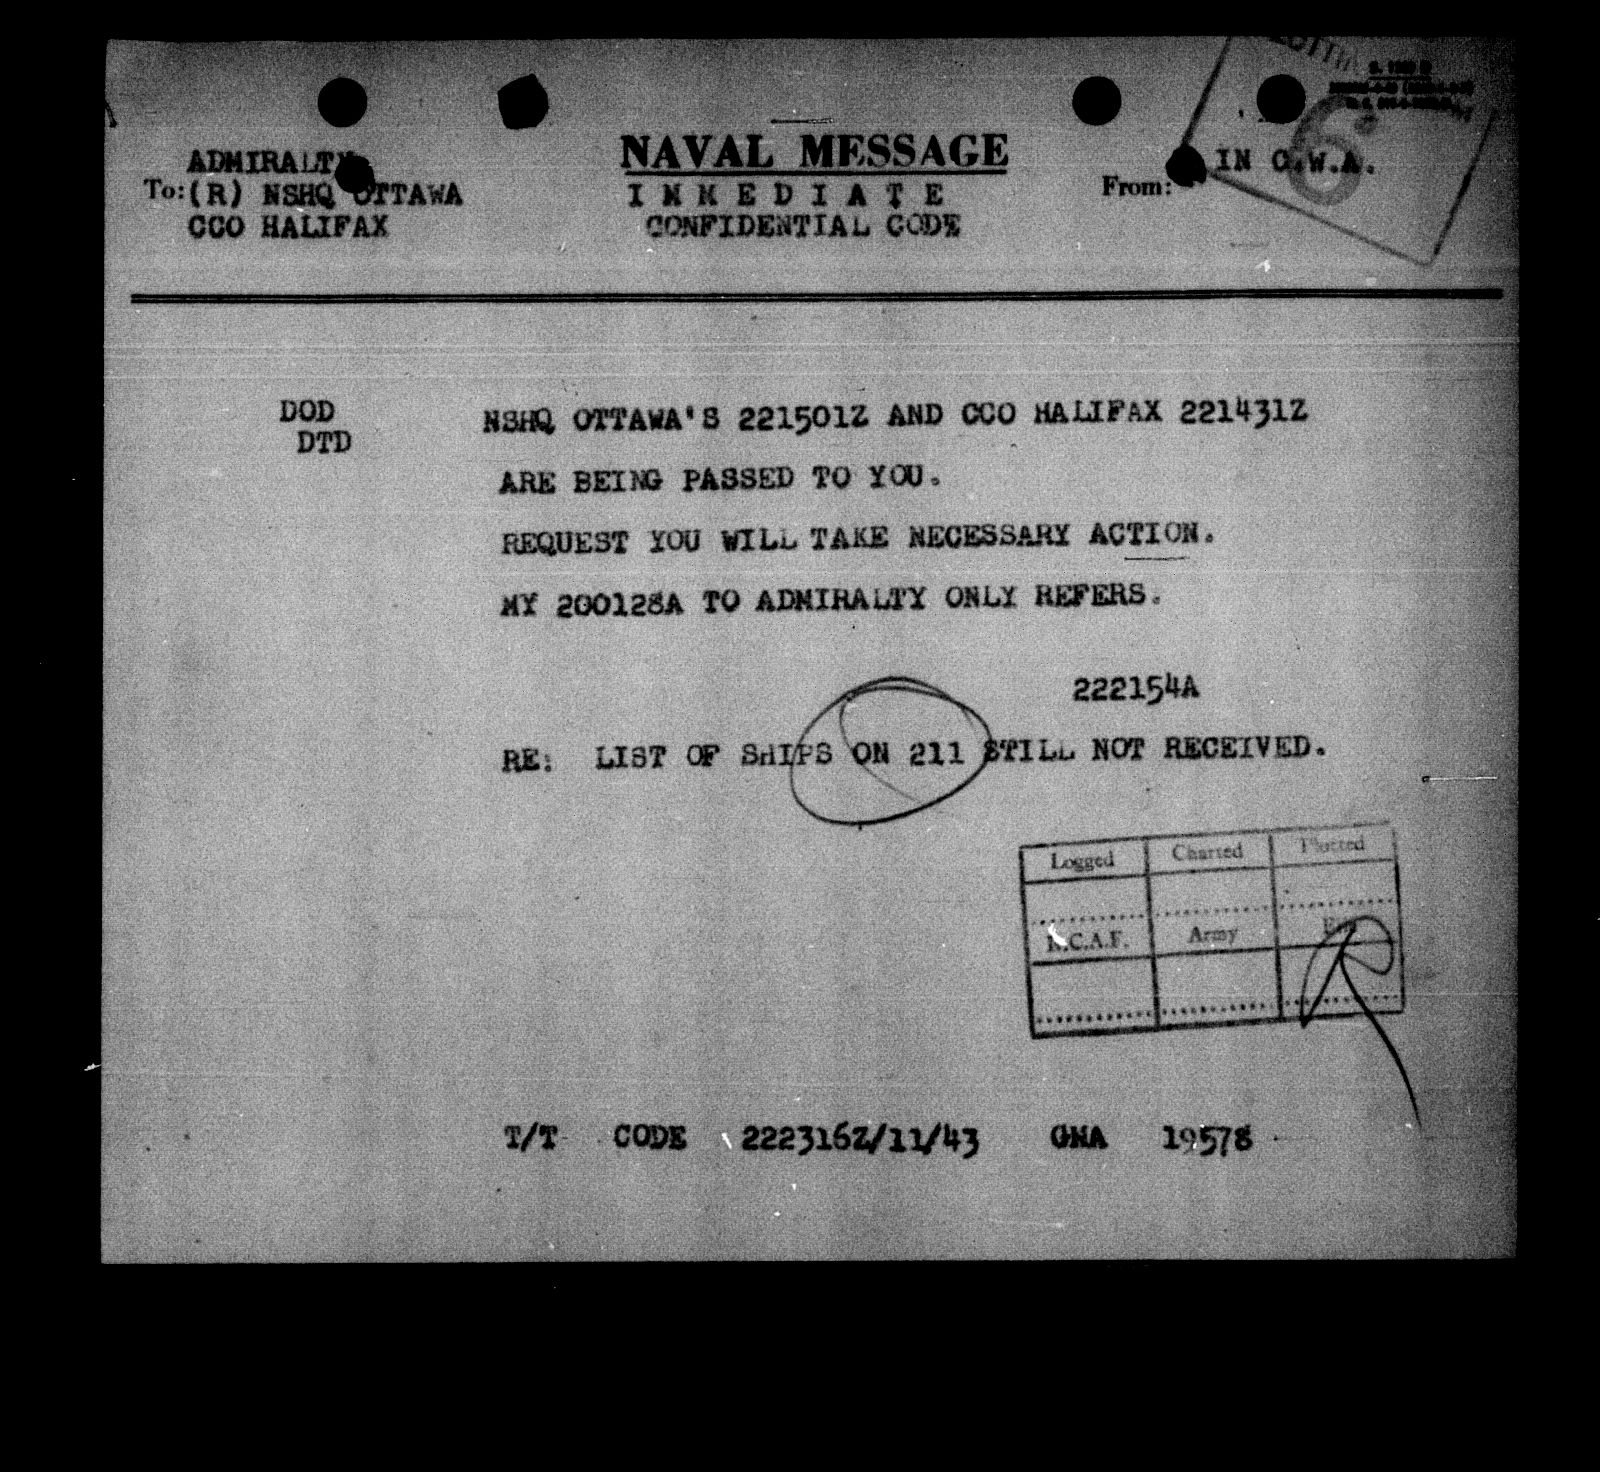 NAVAL MESSAGE
ADMIRALTY
To: (R) NSHQ OTTAWA
CCO HALIFAX
IMMEDIATE
CONFIDENTIAL CODE
From: IN C.W.A.
6
DOD
DTD
NSHQ OTTAWA'S 221501Z AND CCO HALIFAX 221431Z
ARE BEING PASSED TO YOU.
REQUEST YOU WILL TAKE NECESSARY ACTION.
MY 200128A TO ADMIRALTY ONLY REFERS.
222154A
RE: LIST OF SHIPS ON 211 STILL NOT RECEIVED.
Logged Charted Plotted
R.C.A.F. Army
T/T CODE 222316Z/11/43 GNA 19578